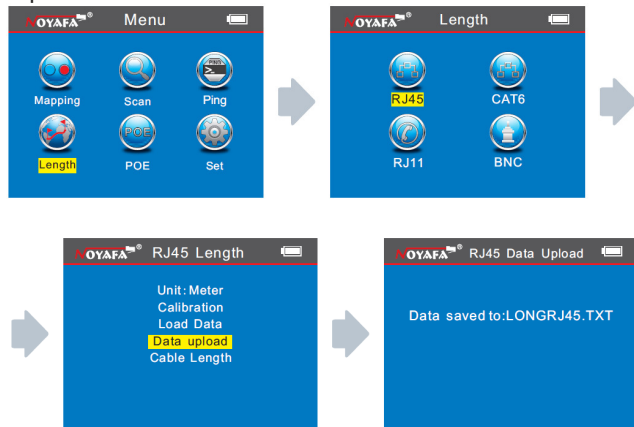 NOYAFA® Menu
Mapping Scan Ping
PING
>_
POE
Length POE Set
NOYAFA® Length
RJ45 CAT6
RJ11 BNC
NOYAFA® RJ45 Length
Unit:Meter
Calibration
Load Data
Data upload
Cable Length
NOYAFA® RJ45 Data Upload
Data saved to:LONGRJ45.TXT